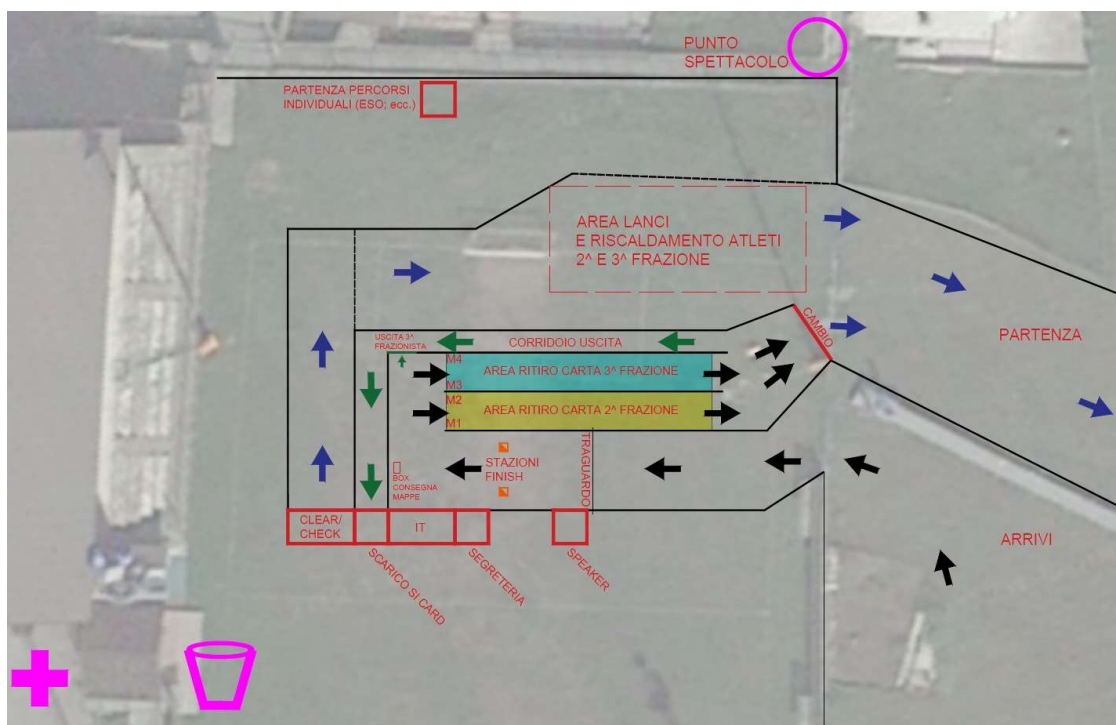 PUNTO
SPETTACOLO
PARTENZA PERCORSI
INDIVIDUALI (ESO; ecc.)
AREA LANCI
E RISCALDAMENTO ATLETI
2^ E 3^ FRAZIONE
PARTENZA
CAMBIO
USCITA 3^
FRAZIONISTA
CORRIDOIO USCITA
M4
AREA RITIRO CARTA 3^ FRAZIONE
M3
M2
AREA RITIRO CARTA 2^ FRAZIONE
M1
STAZIONI
FINISH
TRAGUARDO
BOX
CONSEGNA
MAPPE
CLEAR/
CHECK
IT
SCARICO SI CARD
SEGRETERIA
SPEAKER
ARRIVI